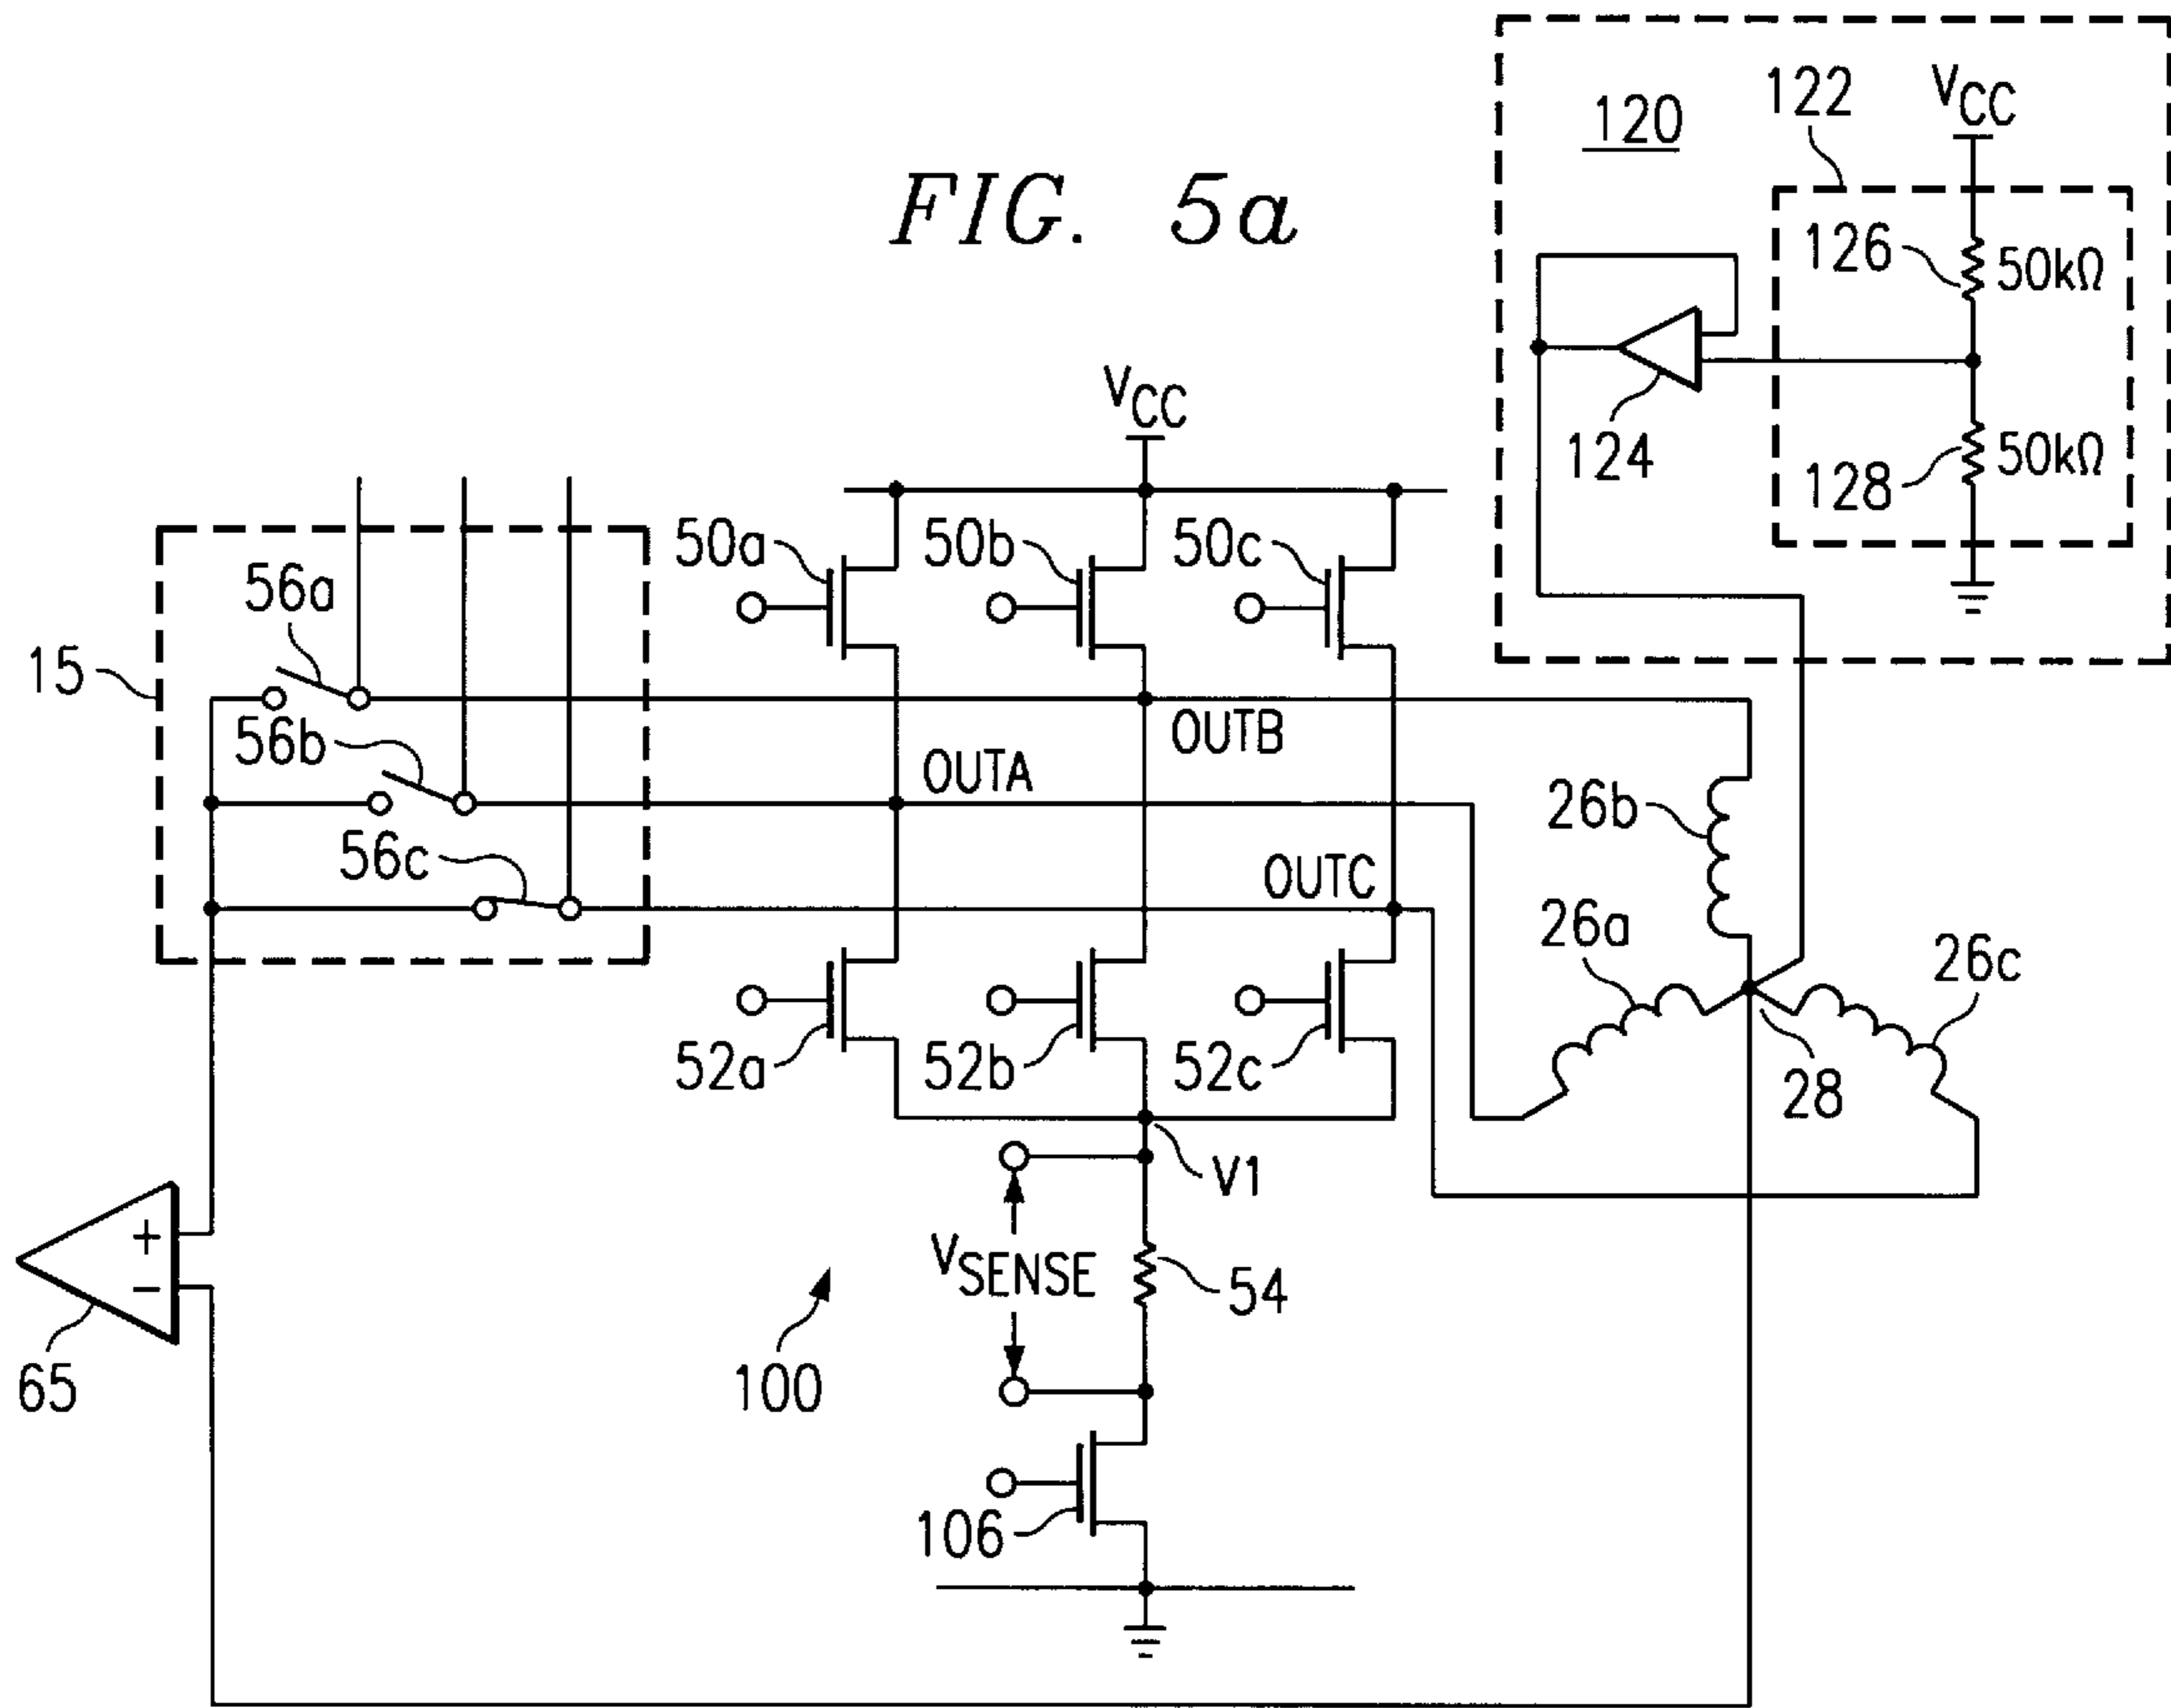 FIG. 5a
120
122
VCC
126
50kΩ
124
128
50kΩ
VCC
50a
50b
50c
15
56a
56b
56c
OUTB
OUTA
OUTC
26b
26a
26c
28
52a
52b
52c
V1
VSENSE
54
100
+
−
65
106